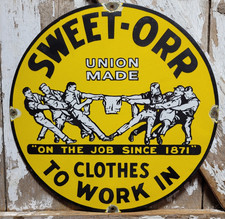 SWEET-ORR
UNION
MADE
"ON THE JOB SINCE 1871"
CLOTHES
TO WORK IN